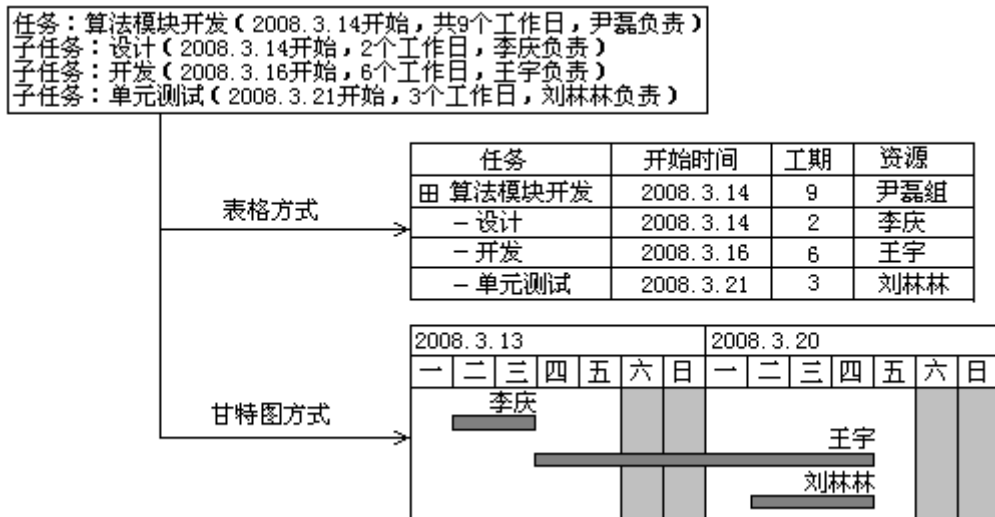 任务：算法模块开发（2008.3.14开始，共9个工作日，尹磊负责）
子任务：设计（2008.3.14开始，2个工作日，李庆负责）
子任务：开发（2008.3.16开始，6个工作日，王宇负责）
子任务：单元测试（2008.3.21开始，3个工作日，刘林林负责）
表格方式
任务 开始时间 工期 资源
田 算法模块开发 2008.3.14 9 尹磊组
－设计 2008.3.14 2 李庆
－开发 2008.3.16 6 王宇
－单元测试 2008.3.21 3 刘林林
甘特图方式
2008.3.13 2008.3.20
一 二 三 四 五 六 日 一 二 三 四 五 六 日
李庆
王宇
刘林林